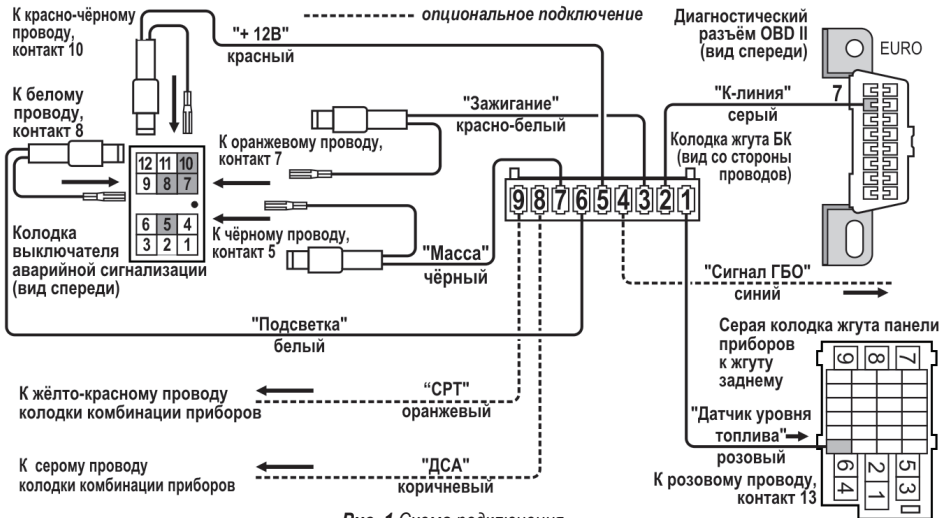 К красно-чёрному
проводу,
контакт 10
опциональное подключение
"+ 12В"
красный
Диагностический
разъём OBD II
(вид спереди)
EURO
К белому
проводу,
контакт 8
"Зажигание"
красно-белый
"К-линия"
серый
7
К оранжевому проводу,
контакт 7
Колодка жгута БК
(вид со стороны
проводов)
12 11 10
9 8 7
6 5 4
3 2 1
9 8 7 6 5 4 3 2 1
Колодка
выключателя
аварийной сигнализации
(вид спереди)
К чёрному проводу,
контакт 5
"Масса"
чёрный
"Сигнал ГБО"
синий
"Подсветка"
белый
Серая колодка жгута панели
приборов
к жгуту
заднему
9 8 7
К жёлто-красному проводу
колодки комбинации приборов
“СРТ”
оранжевый
"Датчик уровня
топлива"
розовый
К серому проводу
колодки комбинации приборов
"ДСА"
коричневый
К розовому проводу,
контакт 13
6 2 5
4 1 3
Рис. 1 Схема подключения